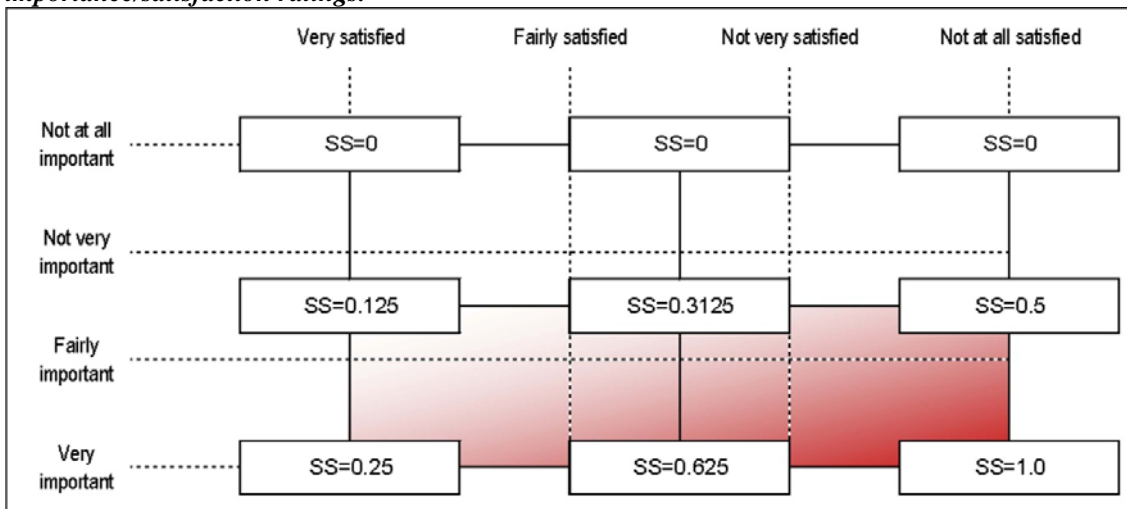 importance/satisfaction ratings.
Very satisfied Fairly satisfied Not very satisfied Not at all satisfied
Not at all
important
SS=0 SS=0 SS=0
Not very
important
SS=0.125 SS=0.3125 SS=0.5
Fairly
important
Very
important
SS=0.25 SS=0.625 SS=1.0